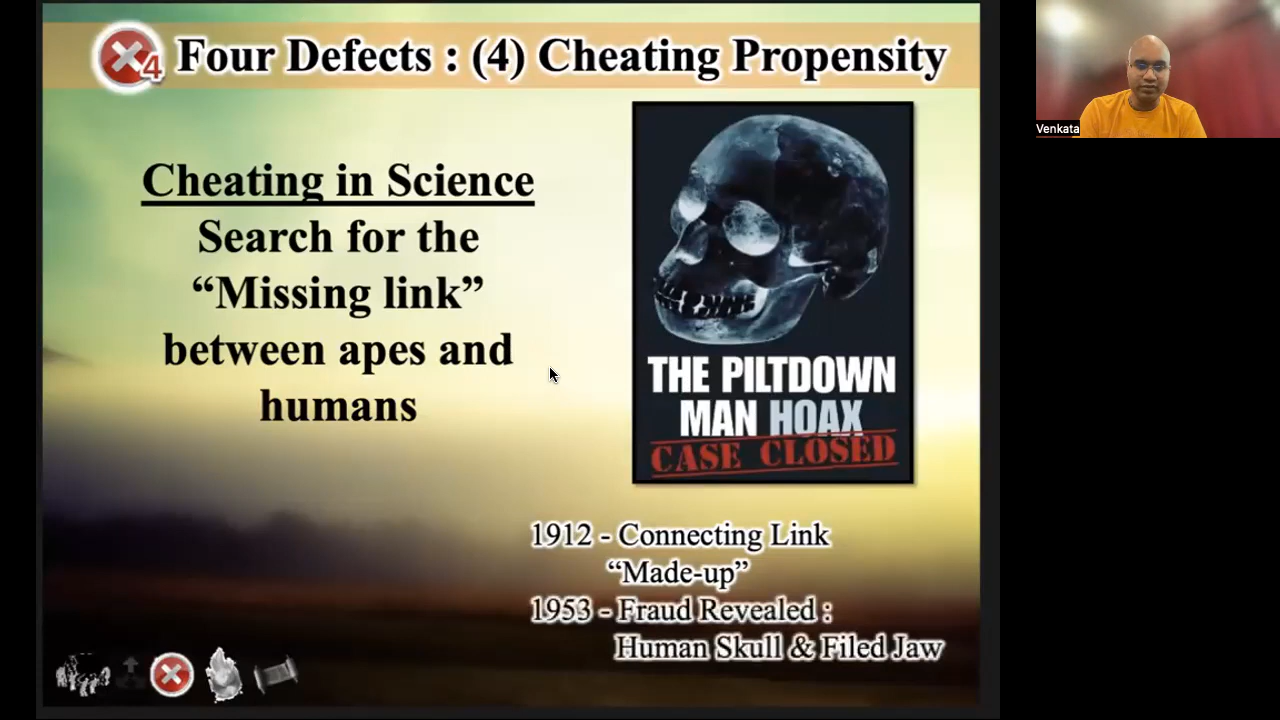 4 Four Defects : (4) Cheating Propensity
Cheating in Science
Search for the
“Missing link”
between apes and
humans
THE PILTDOWN
MAN HOAX
CASE CLOSED
1912 - Connecting Link
“Made-up”
1953 - Fraud Revealed :
Human Skull & Filed Jaw
Venkata